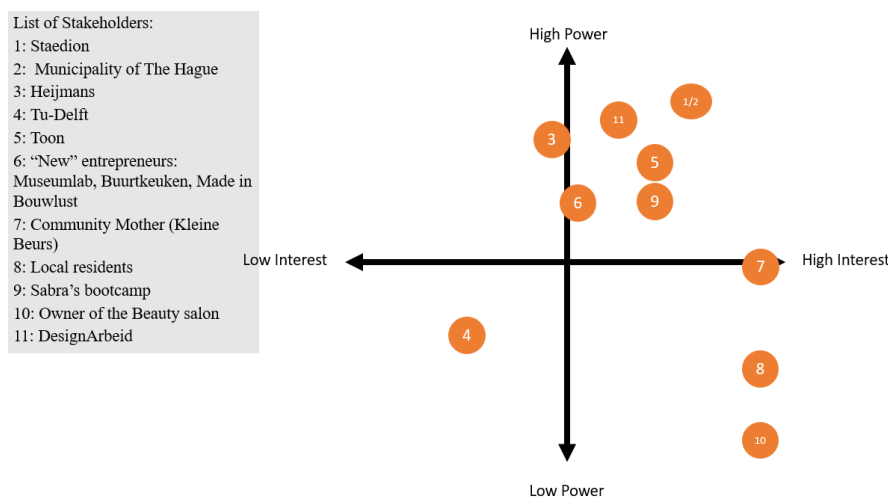 List of Stakeholders:
1: Staedion
2:  Municipality of The Hague
3: Heijmans
4: Tu-Delft
5: Toon
6: “New” entrepreneurs:
Museumlab, Buurtkeuken, Made in
Bouwlust
7: Community Mother (Kleine
Beurs)
8: Local residents
9: Sabra’s bootcamp
10: Owner of the Beauty salon
11: DesignArbeid
High Power
1/2
11
3
5
6
9
Low Interest
7
High Interest
4
8
10
Low Power